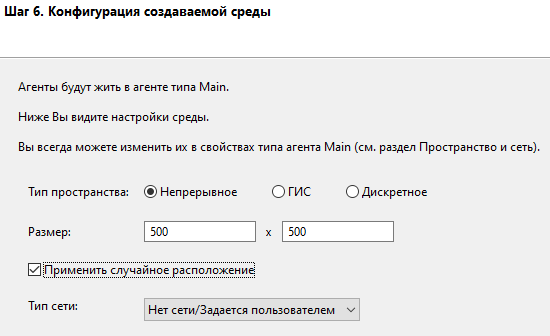 Шаг 6. Конфигурация создаваемой среды
Агенты будут жить в агенте типа Main.
Ниже Вы видите настройки среды.
Вы всегда можете изменить их в свойствах типа агента Main (см. раздел Пространство и сеть).
Тип пространства: Непрерывное ГИС Дискретное
Размер: 500 x 500
Применить случайное расположение
Тип сети: Нет сети/Задается пользователем